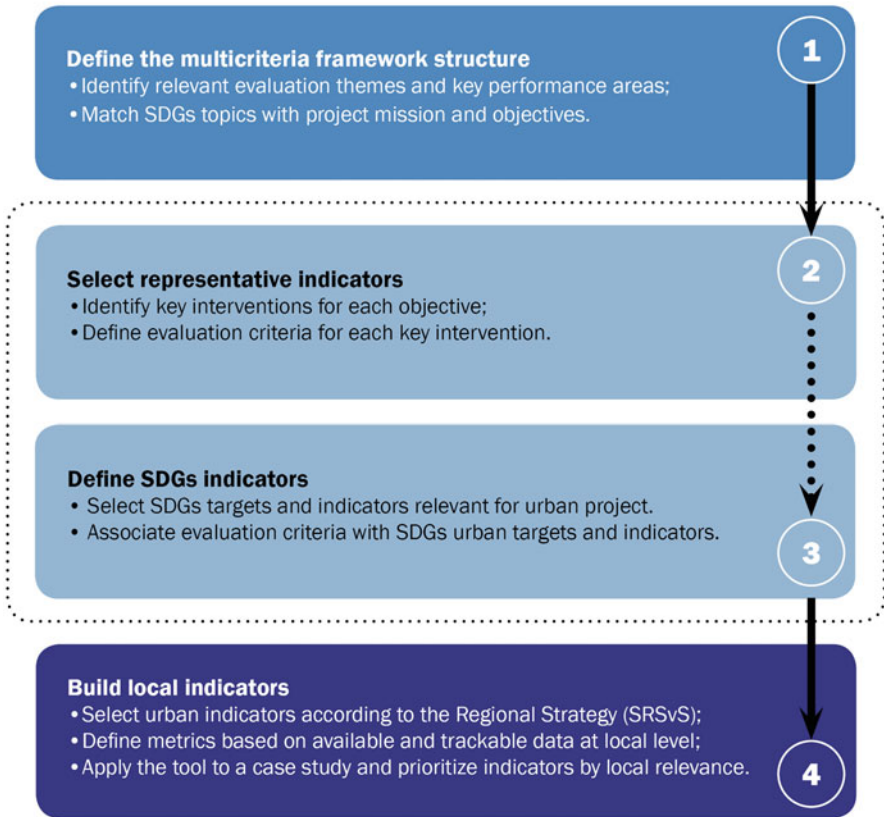 Define the multicriteria framework structure
1
•Identify relevant evaluation themes and key performance areas;
•Match SDGs topics with project mission and objectives.
Select representative indicators
2
•Identify key interventions for each objective;
•Define evaluation criteria for each key intervention.
Define SDGs indicators
• Select SDGs targets and indicators relevant for urban project.
• Associate evaluation criteria with SDGs urban targets and indicators.
3
Build local indicators
•Select urban indicators according to the Regional Strategy (SRSvS);
•Define metrics based on available and trackable data at local level;
•Apply the tool to a case study and prioritize indicators by local relevance.
4